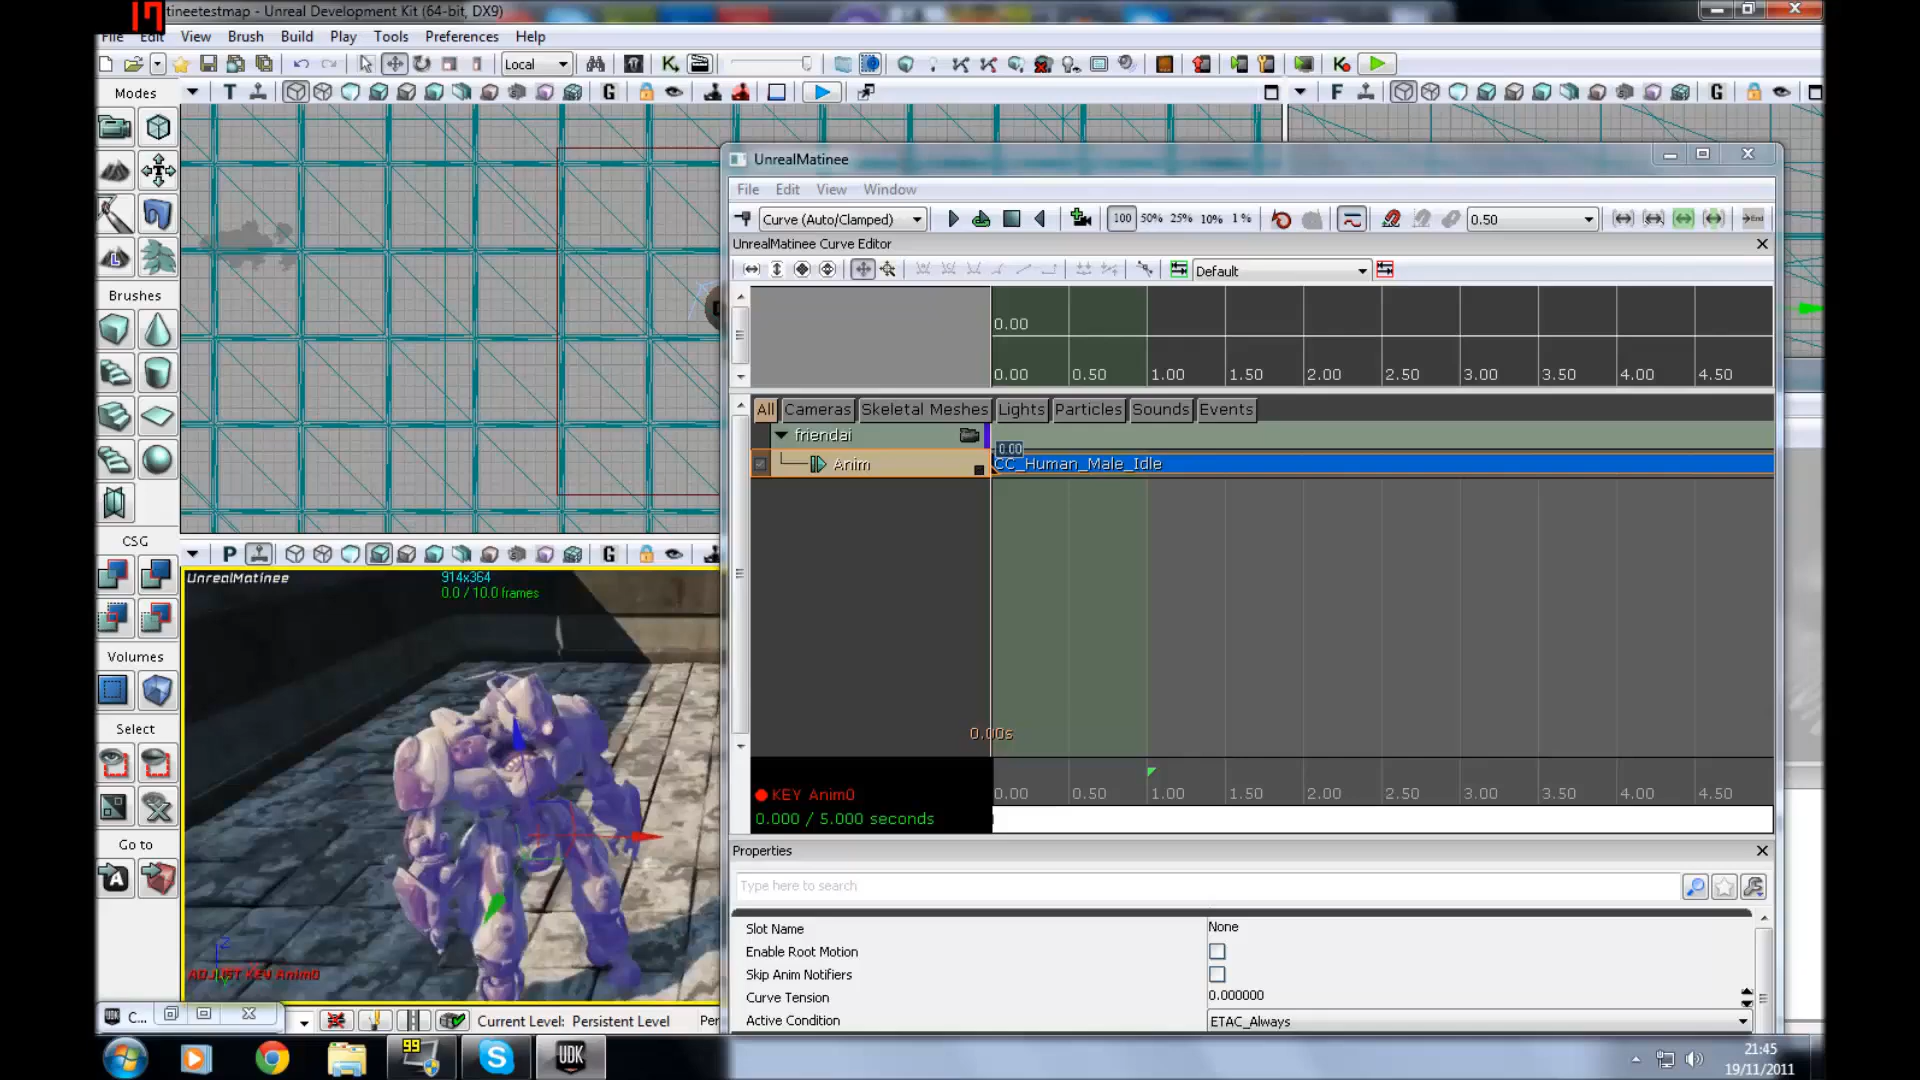 tineetestmap - Unreal Development Kit (64-bit, DX9)
File Edit View Brush Build Play Tools Preferences Help
Local
Modes
T
G
F
G
UnrealMatinee
File Edit View Window
Curve (Auto/Clamped)
100 50% 25% 10% 1 %
0.50
End
UnrealMatinee Curve Editor
Default
0.00
0.00 0.50 1.00 1.50 2.00 2.50 3.00 3.50 4.00 4.50
All Cameras Skeletal Meshes Lights Particles Sounds Events
friendai
0.00
Anim
CC_Human_Male_Idle
0.00s
KEY Anim0
0.00 0.50 1.00 1.50 2.00 2.50 3.00 3.50 4.00 4.50
0.000 / 5.000 seconds
Properties
Type here to search
Slot Name None
Enable Root Motion
Skip Anim Notifiers
Curve Tension 0.000000
Active Condition ETAC_Always
Brushes
CSG
Volumes
Select
Go to
P
G
UnrealMatinee
914x364
0.0 / 10.0 frames
ADJUST KEY Anim0
C...
Current Level: Persistent Level
Per
99
UDK
21:45
19/11/2011